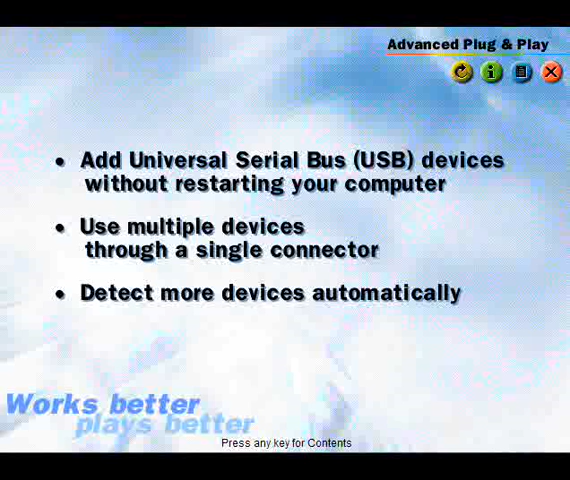 Advanced Plug & Play
• Add Universal Serial Bus (USB) devices
without restarting your computer
• Use multiple devices
through a single connector
• Detect more devices automatically
Works better
plays better
Press any key for Contents